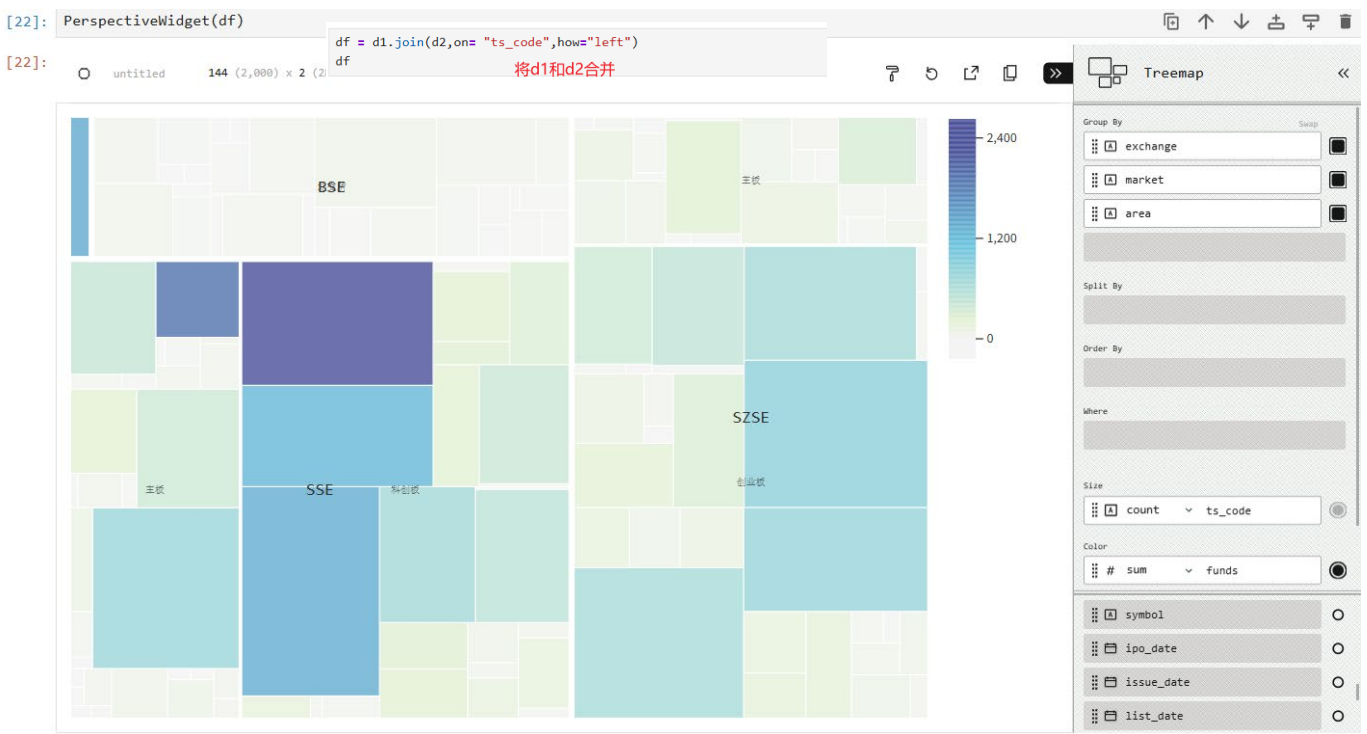 [22]: PerspectiveWidget(df)
df = d1.join(d2,on= "ts_code",how="left")
df
将d1和d2合并
[22]:
untitled
144 (2,000) x 2
Treemap
Group By
Swap
exchange
market
area
Split By
Order By
Where
Size
count ts_code
Color
# sum funds
symbol
ipo_date
issue_date
list_date
2,400
1,200
0
BSE
主板
SZSE
创业板
主板
SSE
科创板